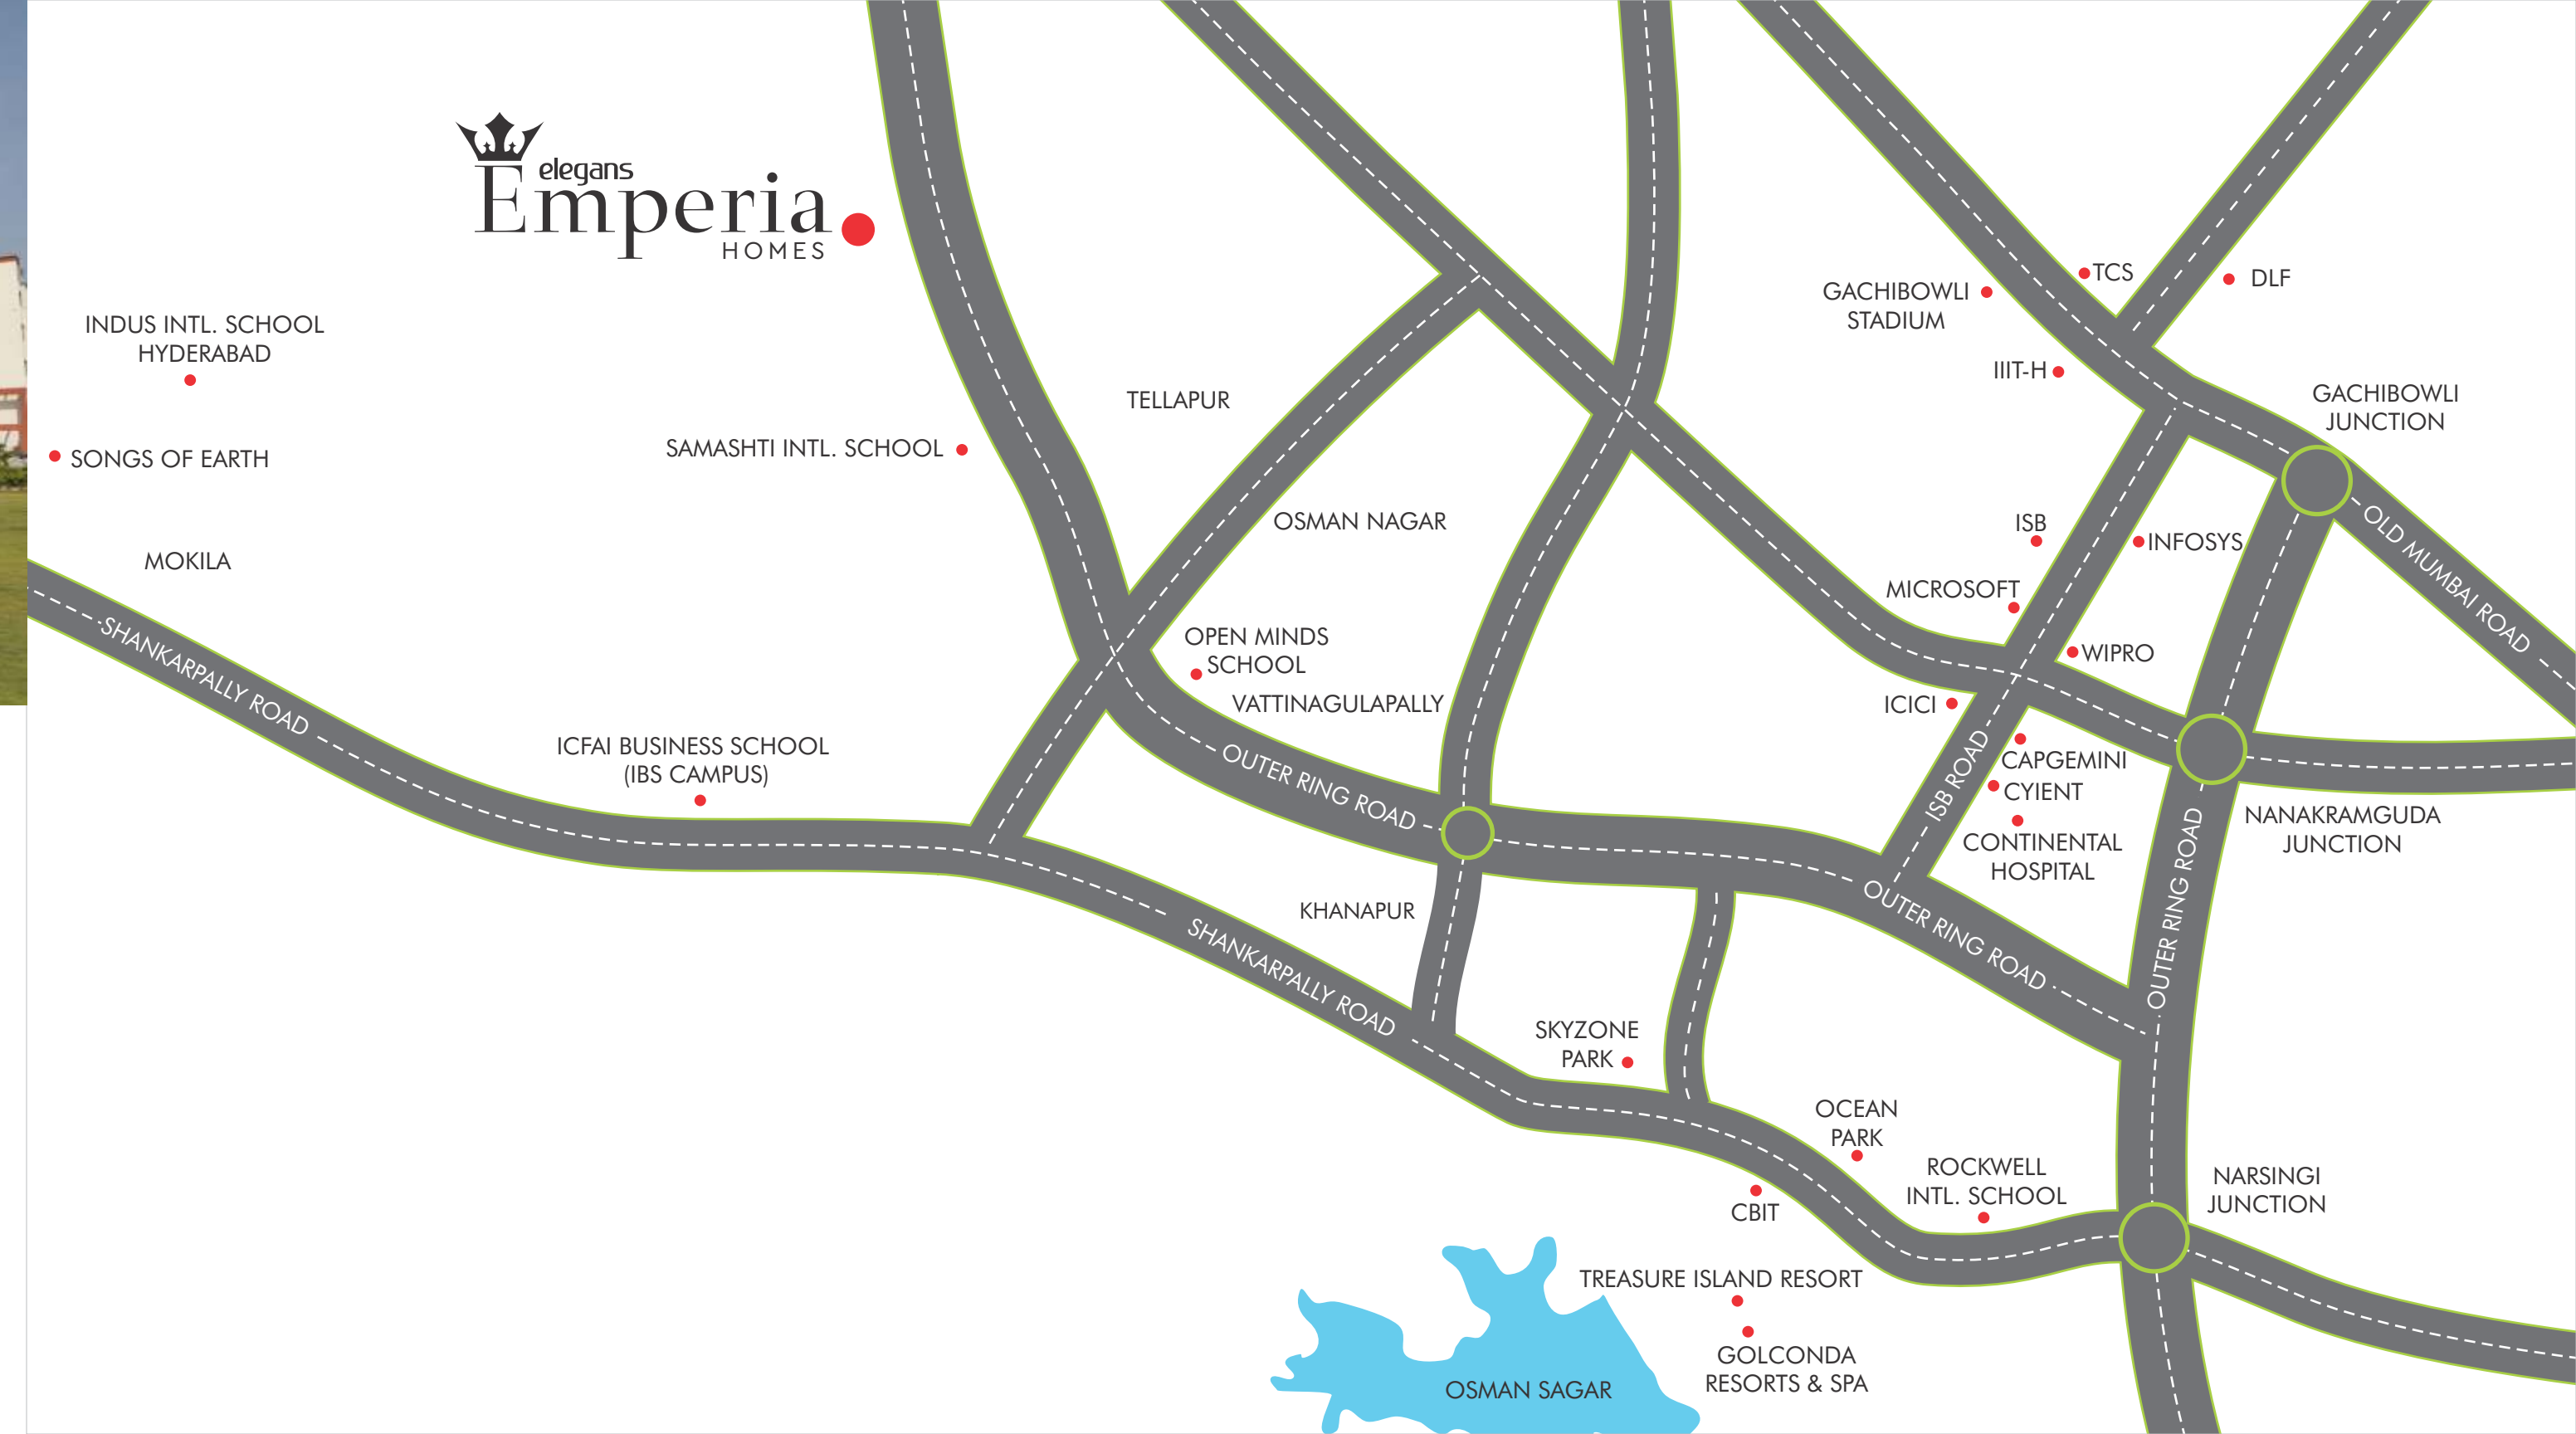 elegans
Emperia
HOMES
INDUS INTL. SCHOOL
HYDERABAD
SONGS OF EARTH
MOKILA
SHANKARPALLY ROAD
SAMASHTI INTL. SCHOOL
ICFAI BUSINESS SCHOOL
(IBS CAMPUS)
TELLAPUR
OSMAN NAGAR
OPEN MINDS
SCHOOL
VATTINAGULAPALLY
OUTER RING ROAD
KHANAPUR
SHANKARPALLY ROAD
GACHIBOWLI
STADIUM
TCS
DLF
IIIT-H
GACHIBOWLI
JUNCTION
OLD MUMBAI ROAD
ISB
INFOSYS
MICROSOFT
WIPRO
ICICI
ISB ROAD
CAPGEMINI
CYIENT
CONTINENTAL
HOSPITAL
NANAKRAMGUDA
JUNCTION
OUTER RING ROAD
OUTER RING ROAD
SKYZONE
PARK
OCEAN
PARK
ROCKWELL
INTL. SCHOOL
NARSINGI
JUNCTION
CBIT
TREASURE ISLAND RESORT
GOLCONDA
RESORTS & SPA
OSMAN SAGAR